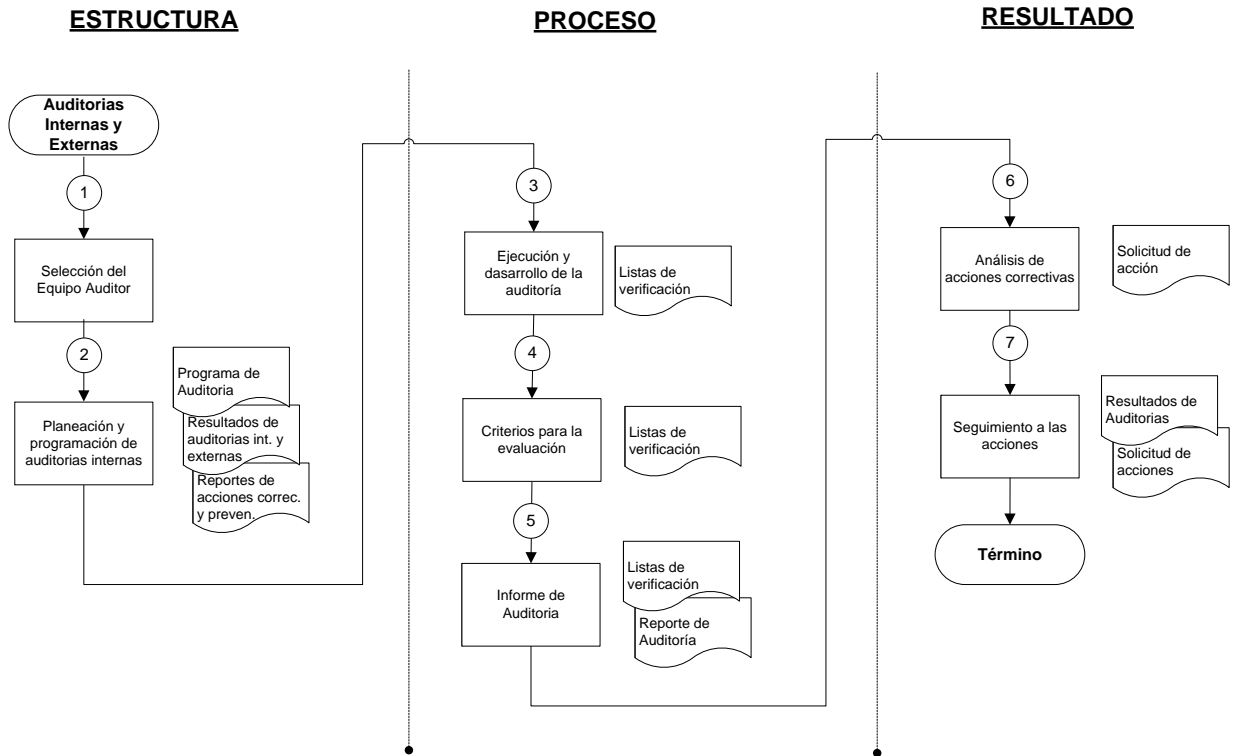 ESTRUCTURA
PROCESO
RESULTADO
Auditorias
Internas y
Externas
1
Selección del
Equipo Auditor
2
Planeación y
programación de
auditorias internas
Programa de
Auditoria
Resultados de
auditorias int. y
externas
Reportes de
acciones correc.
y preven.
3
Ejecución y
dasarrollo de la
auditoría
Listas de
verificación
4
Criterios para la
evaluación
Listas de
verificación
5
Informe de
Auditoria
Listas de
verificación
Reporte de
Auditoría
6
Análisis de
acciones correctivas
Solicitud de
acción
7
Seguimiento a las
acciones
Resultados de
Auditorias
Solicitud de
acciones
Término